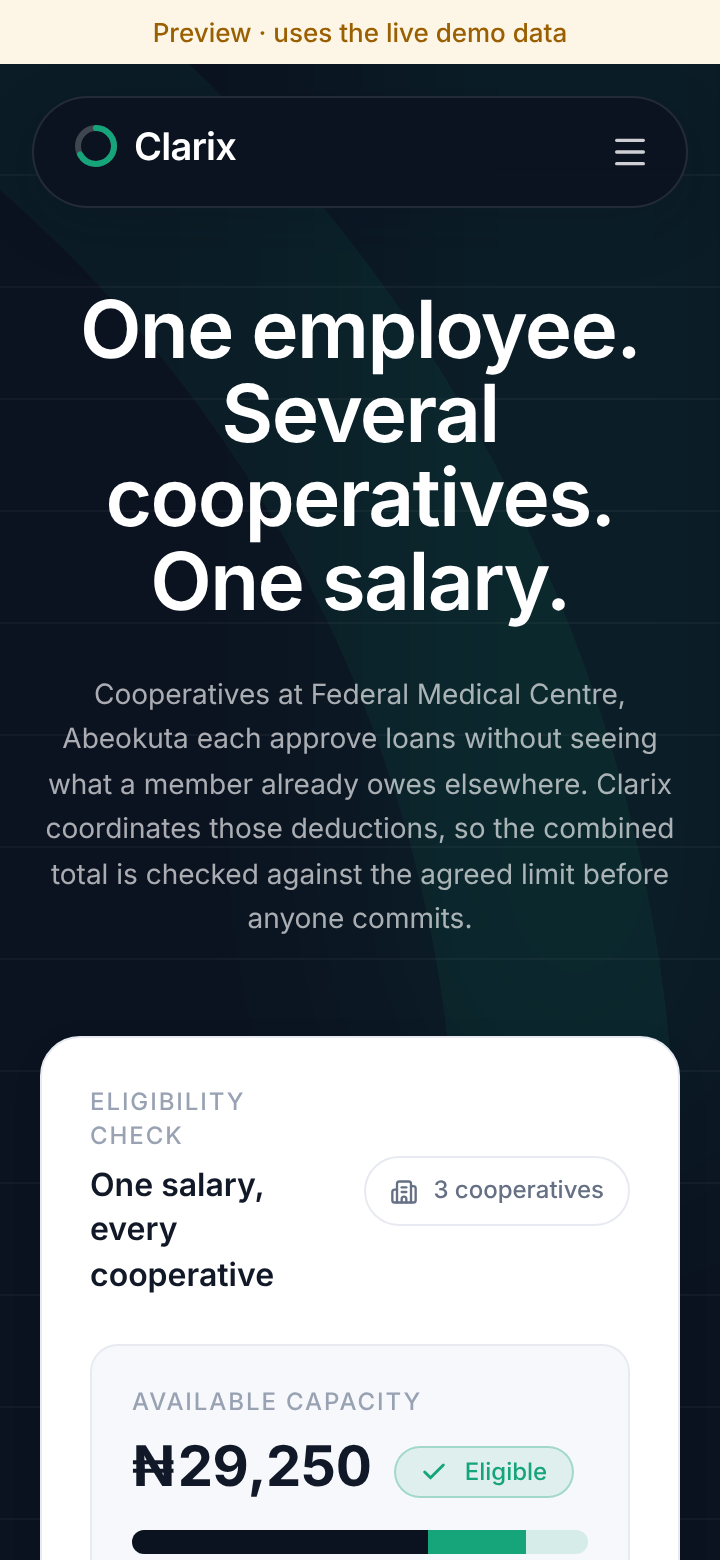 Preview · uses the live demo data
Clarix
One employee.
Several
cooperatives.
One salary.
Cooperatives at Federal Medical Centre,
Abeokuta each approve loans without seeing
what a member already owes elsewhere. Clarix
coordinates those deductions, so the combined
total is checked against the agreed limit before
anyone commits.
ELIGIBILITY
CHECK
One salary,
every
cooperative
3 cooperatives
AVAILABLE CAPACITY
₦29,250
Eligible